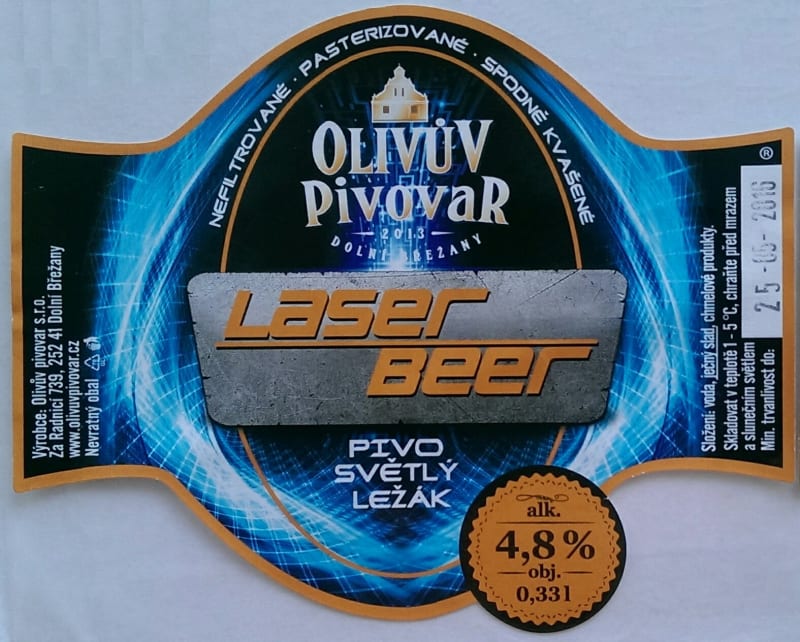 NEFILTROVANÉ · PASTERIZOVANÉ · SPODNĚ KVAŠENÉ
OLIVŮV
PIVOVAR
2013
DOLNÍ BŘEŽANY
LASER
BEER
PIVO
SVĚTLÝ
LEŽÁK
alk.
4,8 %
obj.
0,33 l
Výrobce: Olivův pivovar s.r.o.
Za Radnicí 739, 252 41 Dolní Břežany
www.olivuvpivovar.cz
Nevratný obal
Složení: voda, ječný slad, chmelové produkty.
Skladovat v teplotě 1 - 5 °C, chraňte před mrazem
a slunečním světlem
Min. trvanlivost do:
25 -05- 2016
®